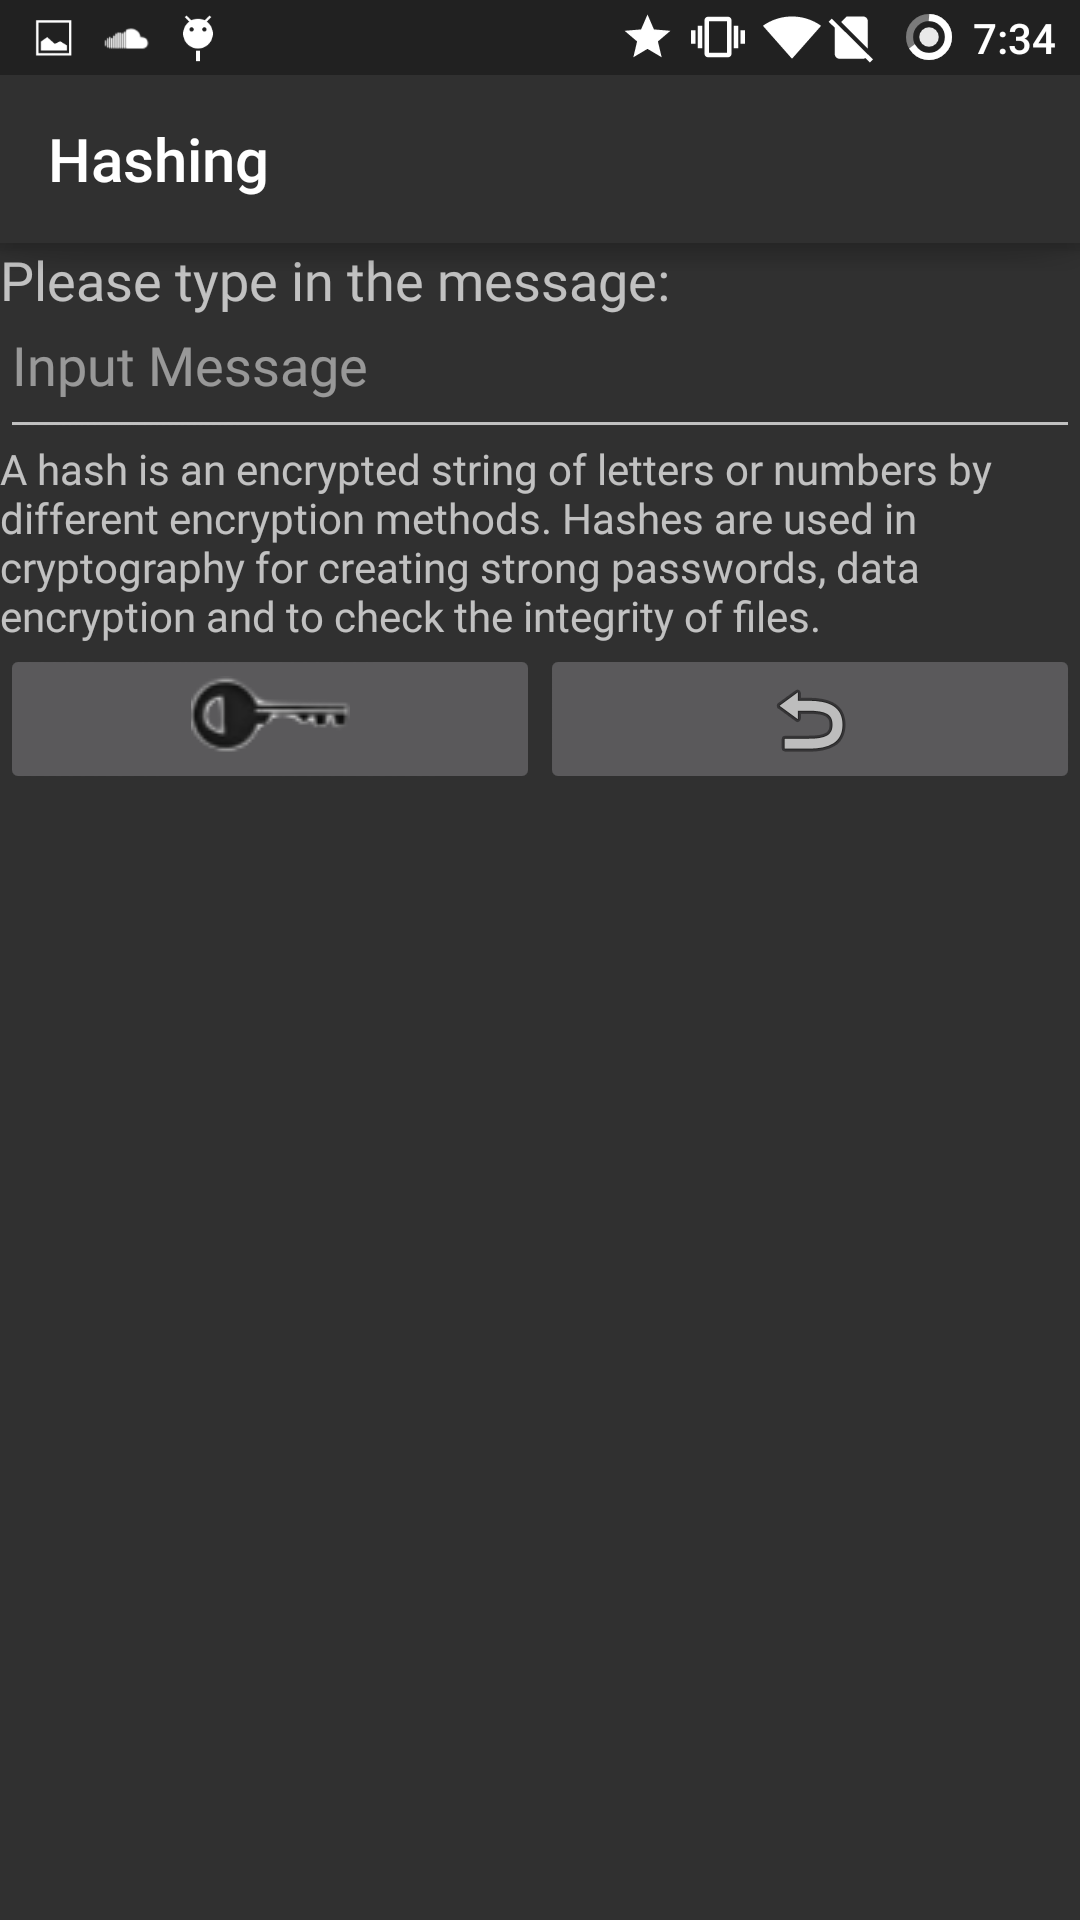 7:34
Hashing
Please type in the message:
Input Message
A hash is an encrypted string of letters or numbers by
different encryption methods. Hashes are used in
cryptography for creating strong passwords, data
encryption and to check the integrity of files.